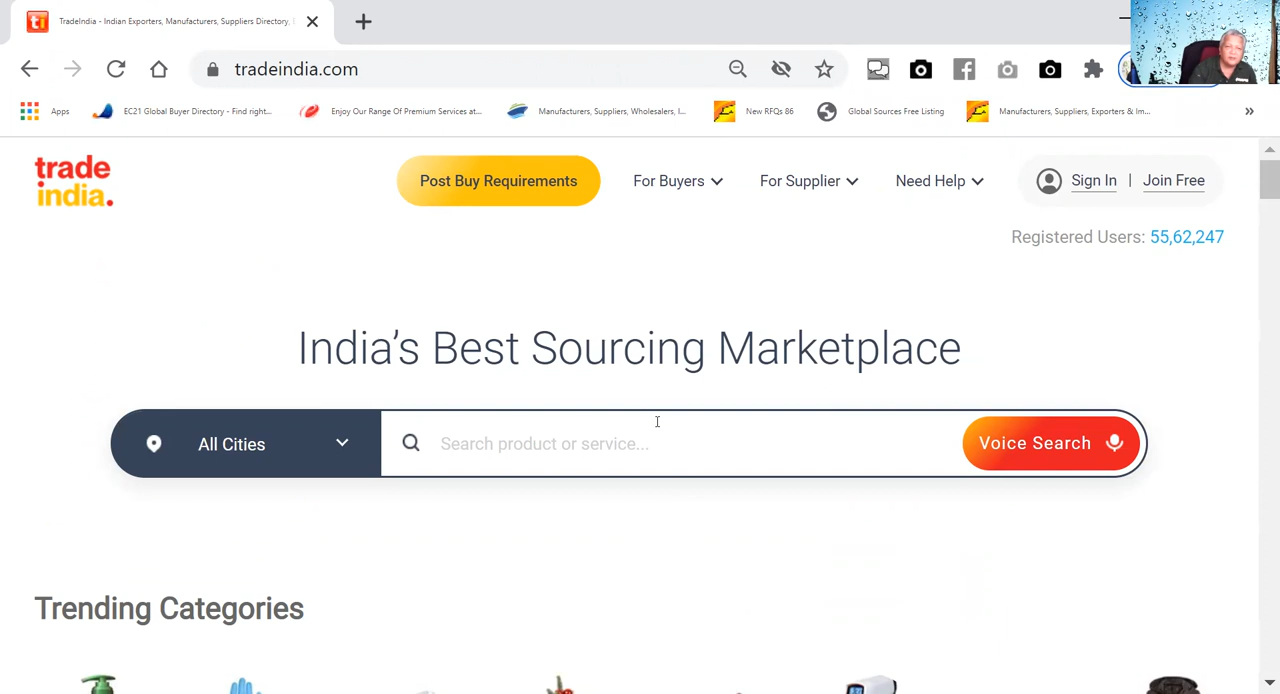 TradeIndia - Indian Exporters, Manufacturers, Suppliers Directory,
tradeindia.com
Apps
EC21 Global Buyer Directory - Find right...
Enjoy Our Range Of Premium Services at...
Manufacturers, Suppliers, Wholesalers, I...
New RFQs 86
Global Sources Free Listing
Manufacturers, Suppliers, Exporters & Im...
»
trade
india.
Post Buy Requirements
For Buyers
For Supplier
Need Help
Sign In | Join Free
Registered Users: 55,62,247
India's Best Sourcing Marketplace
All Cities
Search product or service...
Voice Search
Trending Categories